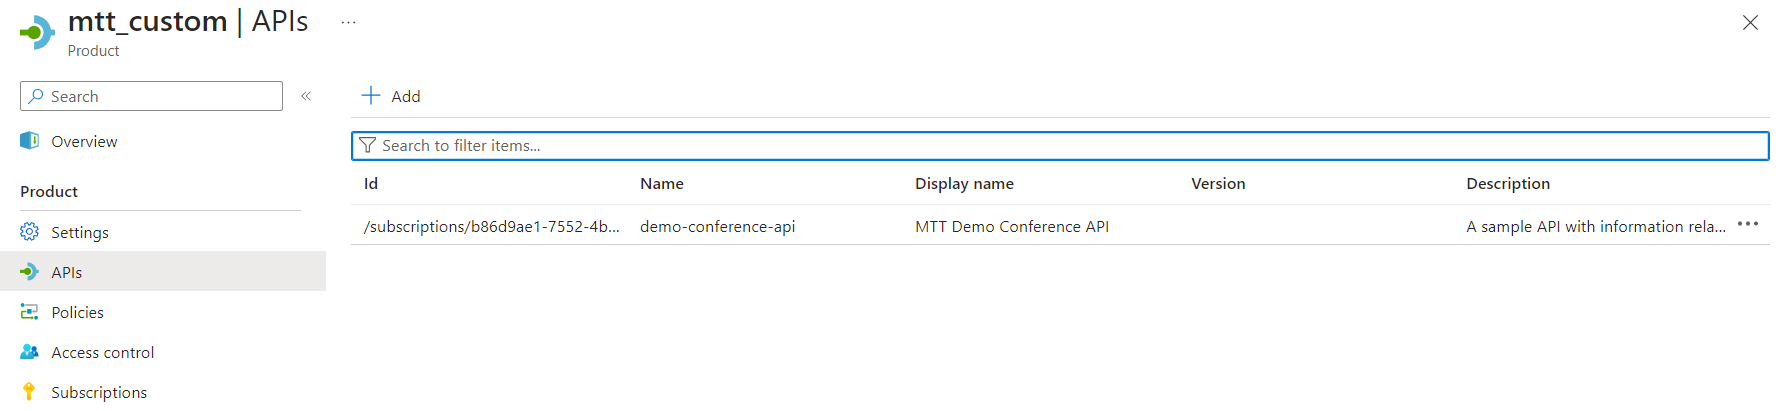 mtt_custom | APIs ...
Product
Search
«
Overview
Product
Settings
APIs
Policies
Access control
Subscriptions
+ Add
Search to filter items...
Id Name Display name Version Description
/subscriptions/b86d9ae1-7552-4b... demo-conference-api MTT Demo Conference API A sample API with information rela... ...